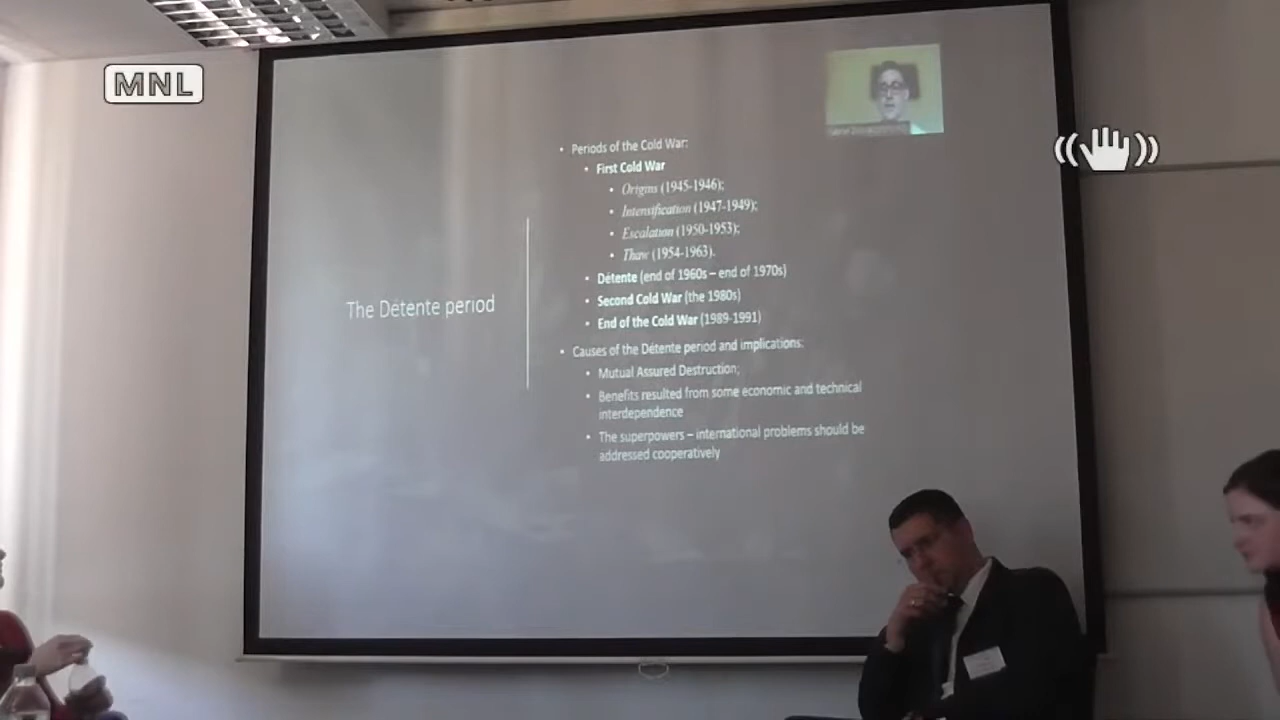 MNL
The Détente period
• Periods of the Cold War:
• First Cold War
• Origins (1945-1946);
• Intensification (1947-1949);
• Escalation (1950-1953);
• Thaw (1954-1963).
• Détente (end of 1960s – end of 1970s)
• Second Cold War (the 1980s)
• End of the Cold War (1989-1991)
• Causes of the Détente period and implications:
• Mutual Assured Destruction;
• Benefits resulted from some economic and technical
interdependence
• The superpowers – international problems should be
addressed cooperatively